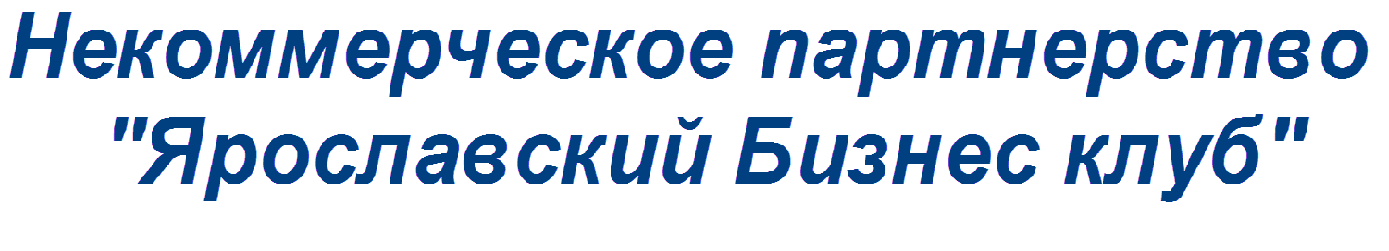 Некоммерческое партнерство
"Ярославский Бизнес клуб"